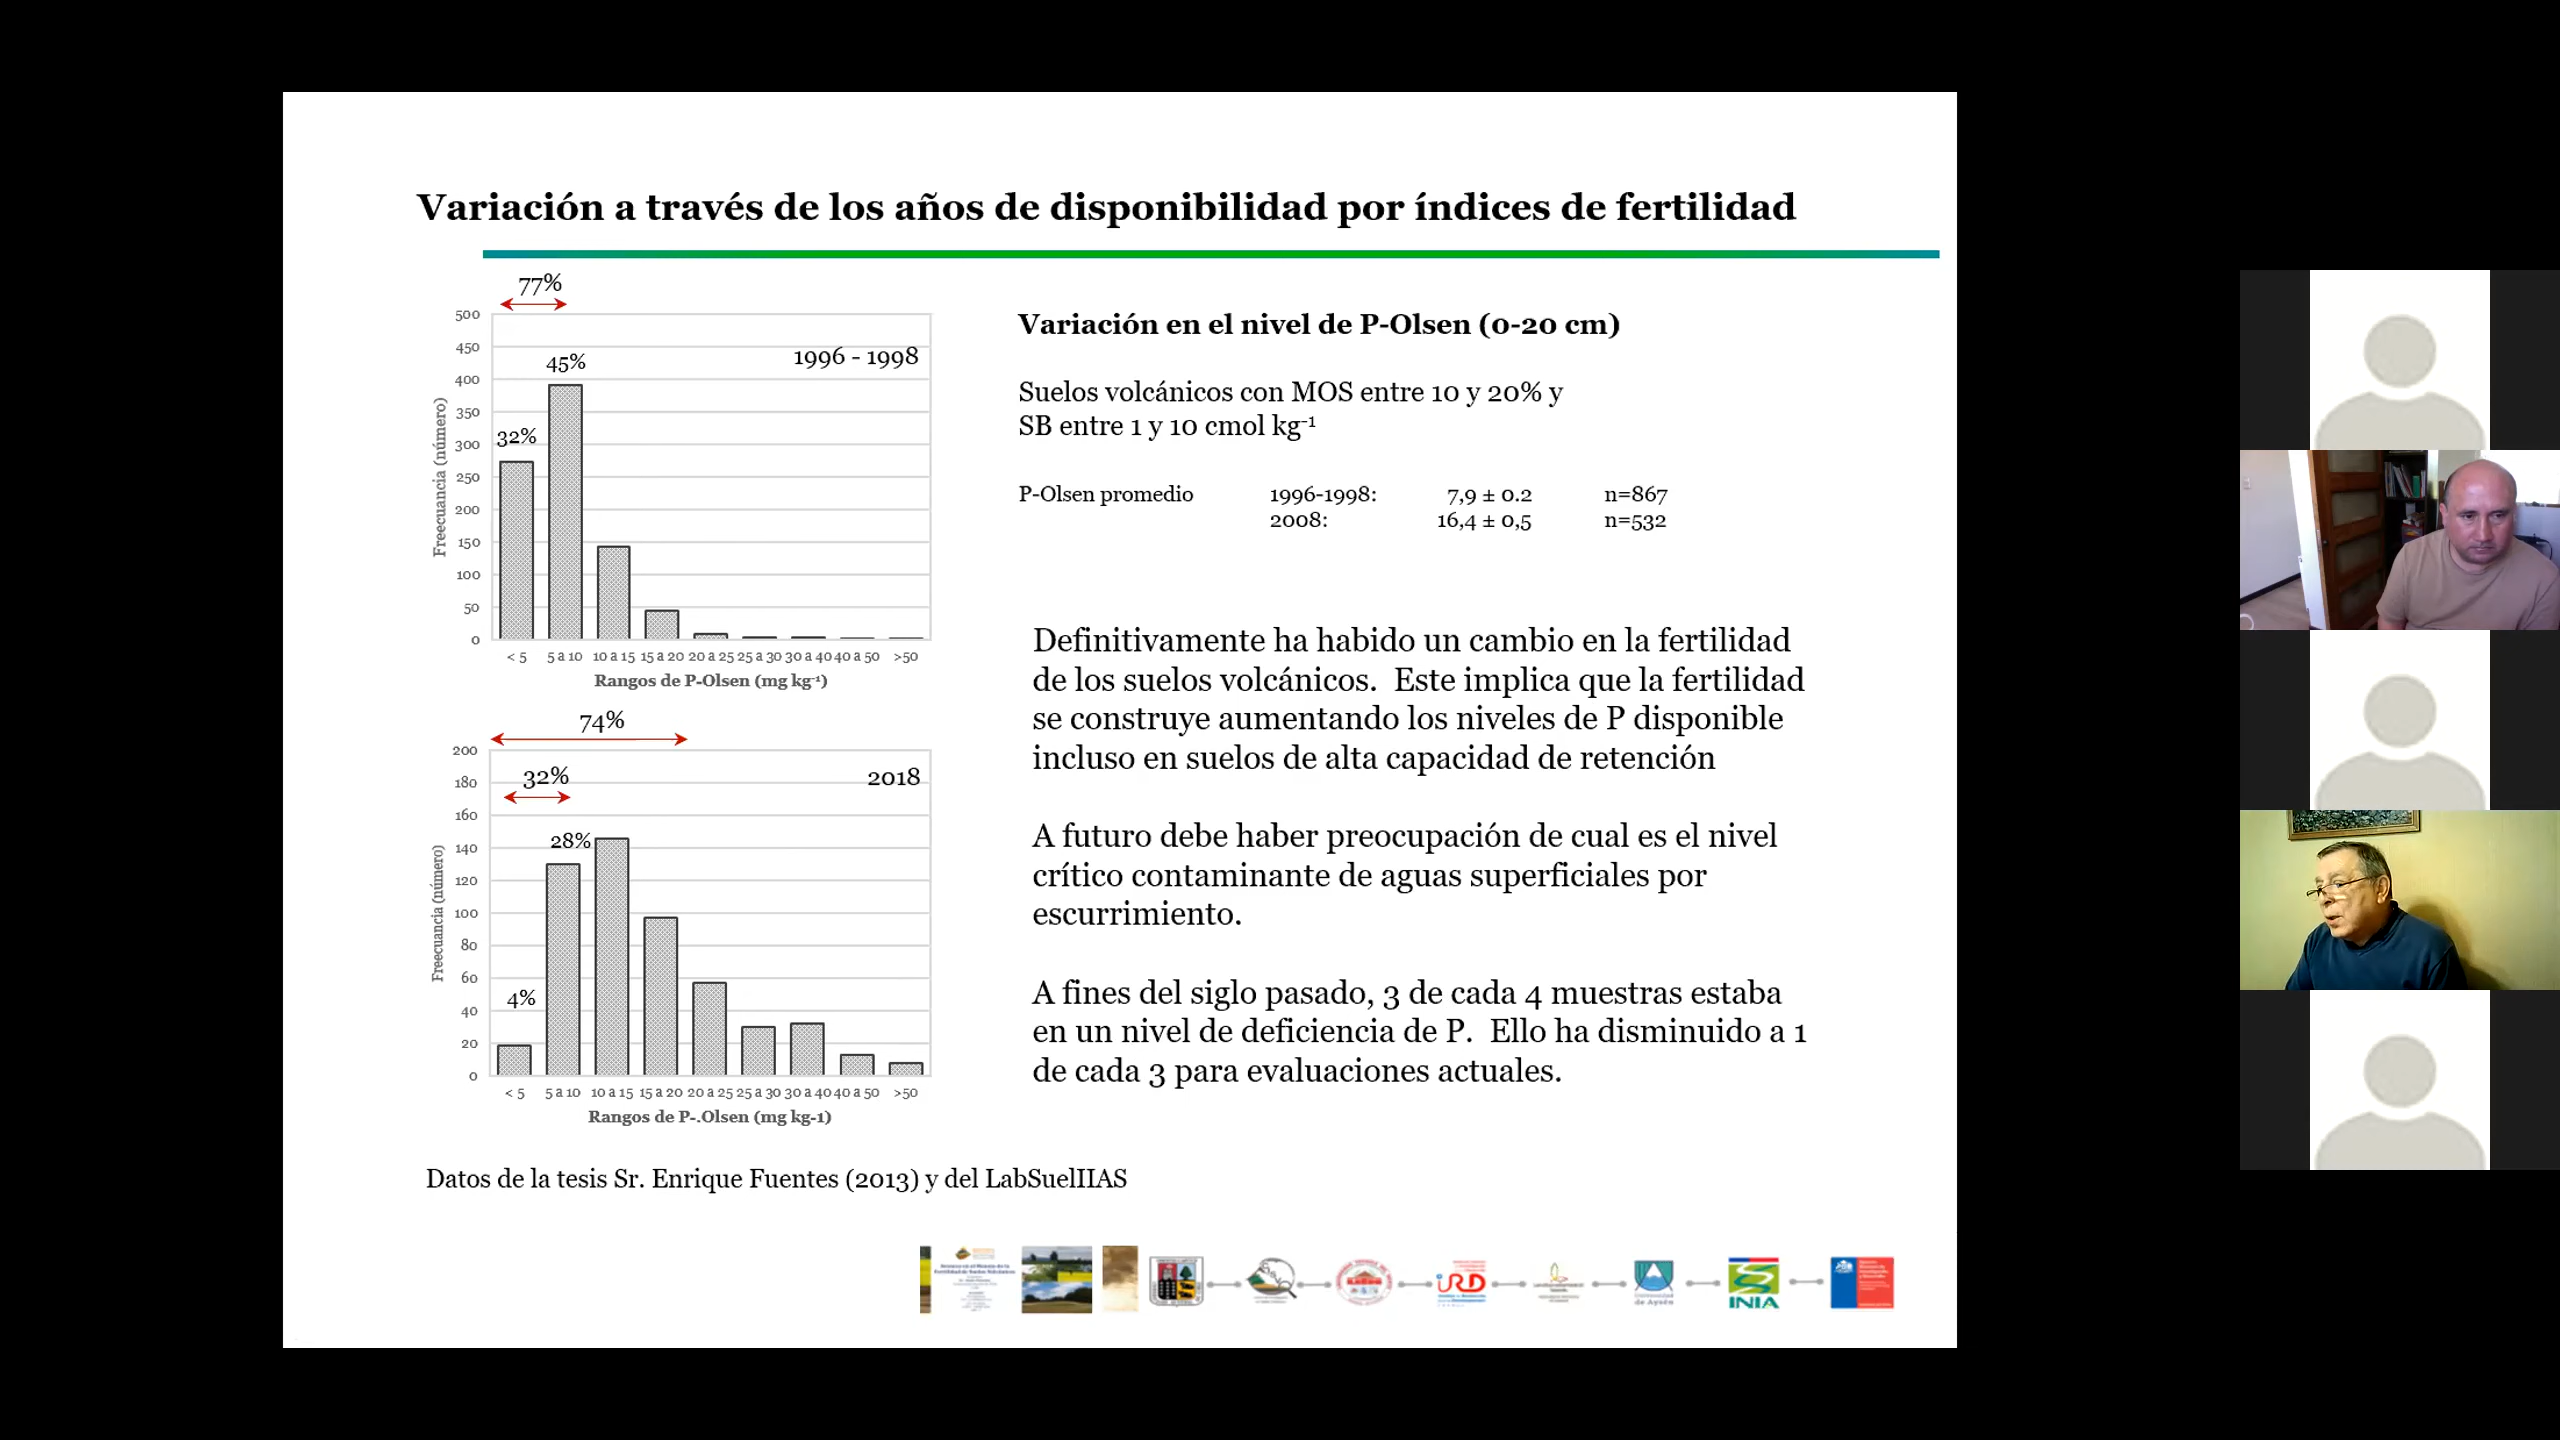 Variación a través de los años de disponibilidad por índices de fertilidad
77%
500
450
400
350
300
250
200
150
100
50
0
Freecuancia (número)
1996 - 1998
45%
32%
< 5 5 a 10 10 a 15 15 a 20 20 a 25 25 a 30 30 a 40 40 a 50 >50
Rangos de P-Olsen (mg kg⁻¹)
74%
200
180
160
140
120
100
80
60
40
20
0
Freecuancia (número)
32%
2018
28%
4%
< 5 5 a 10 10 a 15 15 a 20 20 a 25 25 a 30 30 a 40 40 a 50 >50
Rangos de P-.Olsen (mg kg-1)
Variación en el nivel de P-Olsen (0-20 cm)
Suelos volcánicos con MOS entre 10 y 20% y
SB entre 1 y 10 cmol kg⁻¹
P-Olsen promedio 1996-1998: 7,9 ± 0.2 n=867
2008: 16,4 ± 0,5 n=532
Definitivamente ha habido un cambio en la fertilidad
de los suelos volcánicos. Este implica que la fertilidad
se construye aumentando los niveles de P disponible
incluso en suelos de alta capacidad de retención
A futuro debe haber preocupación de cual es el nivel
crítico contaminante de aguas superficiales por
escurrimiento.
A fines del siglo pasado, 3 de cada 4 muestras estaba
en un nivel de deficiencia de P. Ello ha disminuido a 1
de cada 3 para evaluaciones actuales.
Datos de la tesis Sr. Enrique Fuentes (2013) y del LabSuelIIAS
iRD
de Aysén
INIA